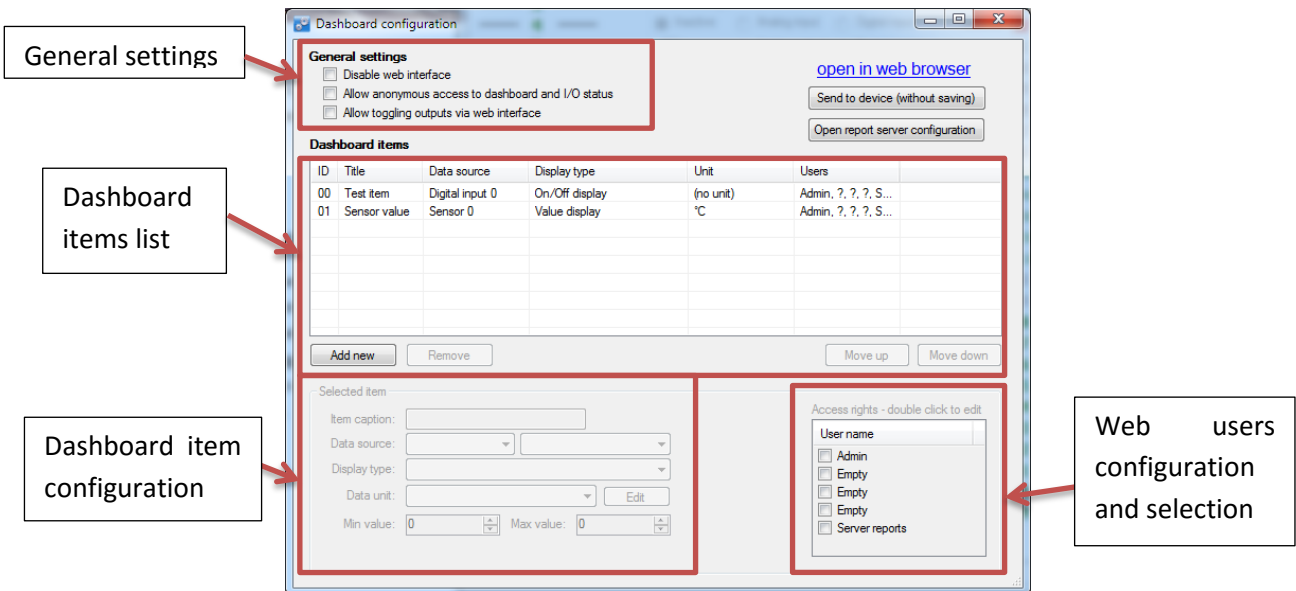 Dashboard configuration
General settings
General settings
Disable web interface
Allow anonymous access to dashboard and I/O status
Allow toggling outputs via web interface
open in web browser
Send to device (without saving)
Open report server configuration
Dashboard items
Dashboard
items list
ID Title Data source Display type Unit Users
00 Test item Digital input 0 On/Off display (no unit) Admin, ?, ?, ?, S...
01 Sensor value Sensor 0 Value display °C Admin, ?, ?, ?, S...
Add new Remove Move up Move down
Dashboard item
configuration
Selected item
Item caption:
Data source:
Display type:
Data unit: Edit
Min value: 0 Max value: 0
Access rights - double click to edit
User name
Admin
Empty
Empty
Empty
Server reports
Web users
configuration
and selection